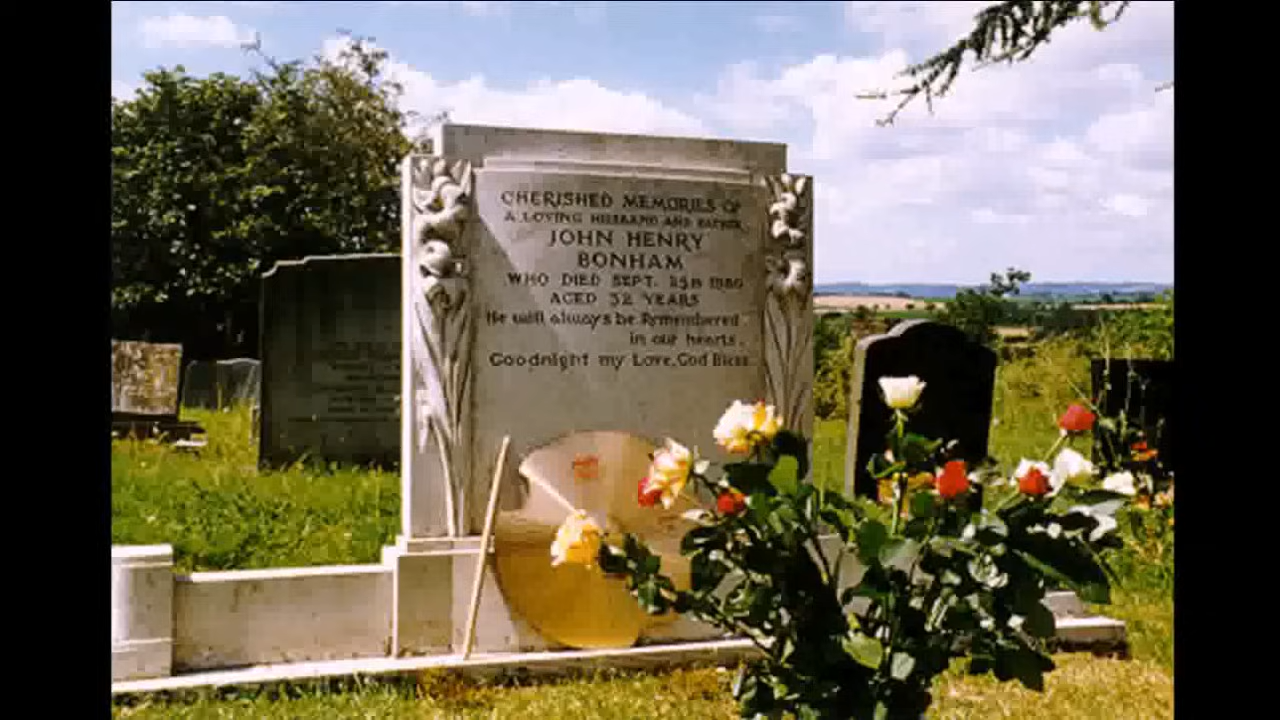 CHERISHED MEMORIES OF
A LOVING HUSBAND AND FATHER
JOHN HENRY
BONHAM
WHO DIED SEPT. 25TH 1980
AGED 32 YEARS
He will always be Remembered
in our hearts.
Goodnight my Love, God Bless.